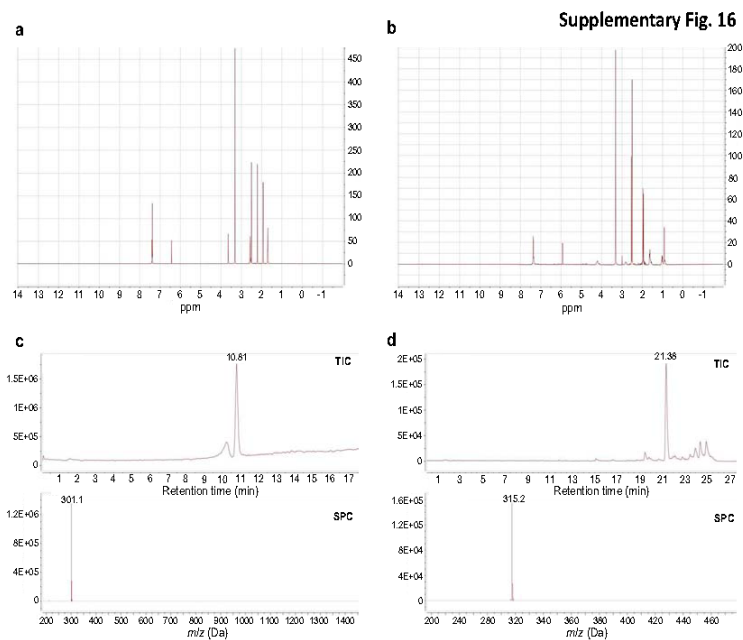 Supplementary Fig. 16
a
450
400
350
300
250
200
150
100
50
0
14 13 12 11 10 9 8 7 6 5 4 3 2 1 0 -1
ppm
b
200
180
160
140
120
100
80
60
40
20
0
14 13 12 11 10 9 8 7 6 5 4 3 2 1 0 -1
ppm
c
10.81
TIC
1.5E+06
1E+06
5E+05
0
1 2 3 4 5 6 7 8 9 10 11 12 13 14 15 16 17
Retention time (min)
301.1
SPC
1.2E+06
8E+05
4E+05
0
200 300 400 500 600 700 800 900 1000 1200 1400
m/z (Da)
d
21.38
TIC
2E+05
1.5E+05
1E+05
5E+04
0
1 3 5 7 9 11 13 15 17 19 21 23 25 27
Retention time (min)
315.2
SPC
1.6E+05
1.2E+05
8E+04
4E+04
0
200 240 260 280 300 320 340 360 380 400 420 440 460
m/z (Da)